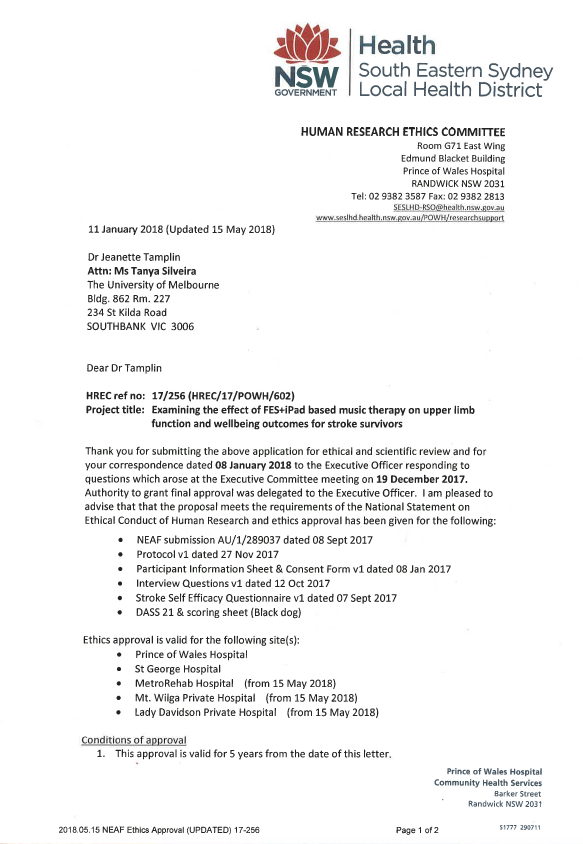 NSW
GOVERNMENT
Health
South Eastern Sydney
Local Health District
HUMAN RESEARCH ETHICS COMMITTEE
Room G71 East Wing
Edmund Blacket Building
Prince of Wales Hospital
RANDWICK NSW 2031
Tel: 02 9382 3587 Fax: 02 9382 2813
SESLHD-RSO@health.nsw.gov.au
www.seslhd.health.nsw.gov.au/POWH/researchsupport
11 January 2018 (Updated 15 May 2018)
Dr Jeanette Tamplin
Attn: Ms Tanya Silveira
The University of Melbourne
Bldg. 862 Rm. 227
234 St Kilda Road
SOUTHBANK VIC 3006
Dear Dr Tamplin
HREC ref no: 17/256 (HREC/17/POWH/602)
Project title: Examining the effect of FES+iPad based music therapy on upper limb
function and wellbeing outcomes for stroke survivors
Thank you for submitting the above application for ethical and scientific review and for
your correspondence dated 08 January 2018 to the Executive Officer responding to
questions which arose at the Executive Committee meeting on 19 December 2017.
Authority to grant final approval was delegated to the Executive Officer. I am pleased to
advise that that the proposal meets the requirements of the National Statement on
Ethical Conduct of Human Research and ethics approval has been given for the following:
• NEAF submission AU/1/289037 dated 08 Sept 2017
• Protocol v1 dated 27 Nov 2017
• Participant Information Sheet & Consent Form v1 dated 08 Jan 2017
• Interview Questions v1 dated 12 Oct 2017
• Stroke Self Efficacy Questionnaire v1 dated 07 Sept 2017
• DASS 21 & scoring sheet (Black dog)
Ethics approval is valid for the following site(s):
• Prince of Wales Hospital
• St George Hospital
• MetroRehab Hospital (from 15 May 2018)
• Mt. Wilga Private Hospital (from 15 May 2018)
• Lady Davidson Private Hospital (from 15 May 2018)
Conditions of approval
1. This approval is valid for 5 years from the date of this letter.
Prince of Wales Hospital
Community Health Services
Barker Street
Randwick NSW 2031
2018.05.15 NEAF Ethics Approval (UPDATED) 17-256
Page 1 of 2
S1777 290711